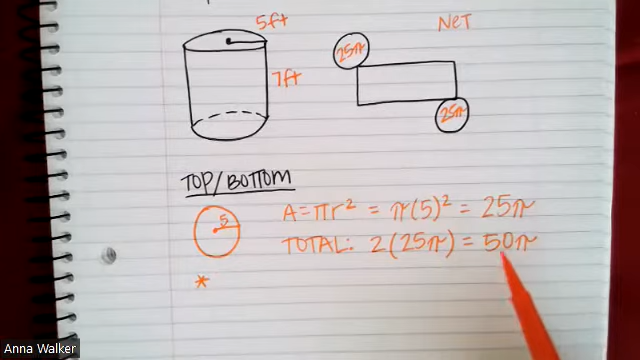 5ft
NET
7ft
25π
25π
TOP/BOTTOM
5
A=πr² = π(5)² = 25π
TOTAL: 2(25π) = 50π
*
Anna Walker